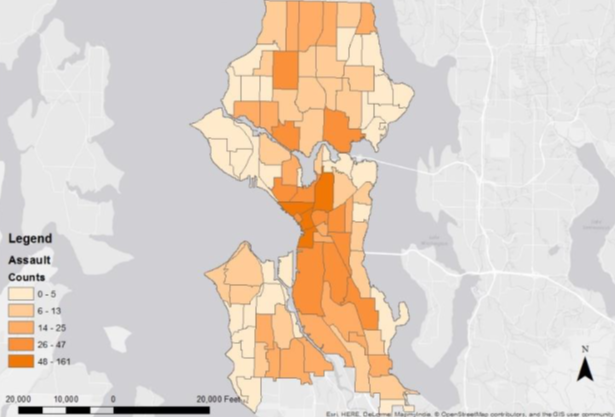 Legend
Assault
Counts
0 - 5
6 - 13
14 - 25
26 - 47
48 - 161
N
20,000 10,000 0 20,000 Feet
Esri, HERE, DeLorme, MapmyIndia, © OpenStreetMap contributors, and the GIS user community